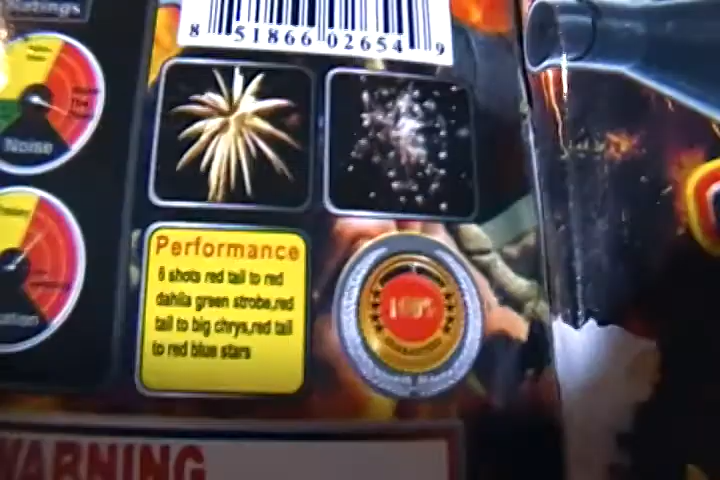 Ratings
8 51866 02654 9
Noise
Performance
6 shots red tail to red
dahlia green strobe,red
tail to big chrys,red tail
to red blue stars
100%
WARNING